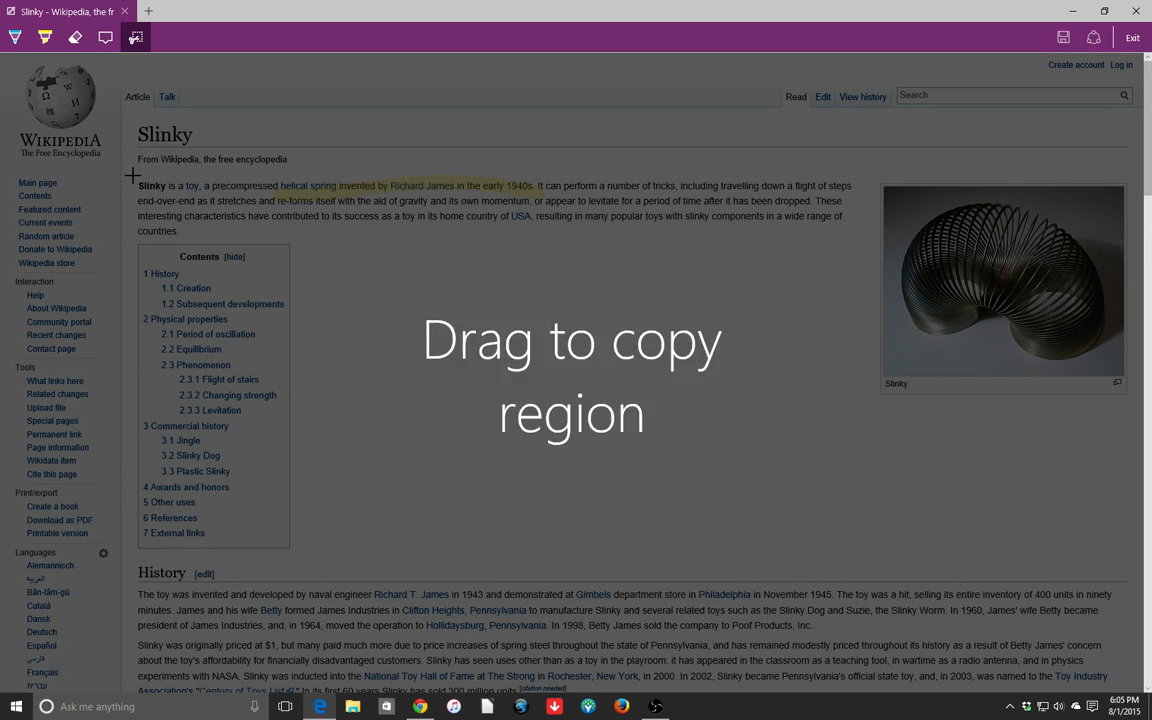 Slinky - Wikipedia, the fr
Exit
Create account Log in
Article Talk
Read Edit View history Search
WIKIPEDIA
The Free Encyclopedia
Slinky
From Wikipedia, the free encyclopedia
Slinky is a toy, a precompressed helical spring invented by Richard James in the early 1940s. It can perform a number of tricks, including travelling down a flight of steps
end-over-end as it stretches and re-forms itself with the aid of gravity and its own momentum, or appear to levitate for a period of time after it has been dropped. These
interesting characteristics have contributed to its success as a toy in its home country of USA, resulting in many popular toys with slinky components in a wide range of
countries.
Main page
Contents
Featured content
Current events
Random article
Donate to Wikipedia
Wikipedia store
Interaction
Help
About Wikipedia
Community portal
Recent changes
Contact page
Tools
What links here
Related changes
Upload file
Special pages
Permanent link
Page information
Wikidata item
Cite this page
Print/export
Create a book
Download as PDF
Printable version
Languages
Alemannisch
العربية
Bân-lâm-gú
Català
Dansk
Deutsch
Español
فارسی
Français
עברית
Contents [hide]
1 History
1.1 Creation
1.2 Subsequent developments
2 Physical properties
2.1 Period of oscillation
2.2 Equilibrium
2.3 Phenomenon
2.3.1 Flight of stairs
2.3.2 Changing strength
2.3.3 Levitation
3 Commercial history
3.1 Jingle
3.2 Slinky Dog
3.3 Plastic Slinky
4 Awards and honors
5 Other uses
6 References
7 External links
Drag to copy
region
Slinky
History [edit]
The toy was invented and developed by naval engineer Richard T. James in 1943 and demonstrated at Gimbels department store in Philadelphia in November 1945. The toy was a hit, selling its entire inventory of 400 units in ninety
minutes. James and his wife Betty formed James Industries in Clifton Heights, Pennsylvania to manufacture Slinky and several related toys such as the Slinky Dog and Suzie, the Slinky Worm. In 1960, James' wife Betty became
president of James Industries, and, in 1964, moved the operation to Hollidaysburg, Pennsylvania. In 1998, Betty James sold the company to Poof Products, Inc..
Slinky was originally priced at $1, but many paid much more due to price increases of spring steel throughout the state of Pennsylvania, and has remained modestly priced throughout its history as a result of Betty James' concern
about the toy's affordability for financially disadvantaged customers. Slinky has seen uses other than as a toy in the playroom: it has appeared in the classroom as a teaching tool, in wartime as a radio antenna, and in physics
experiments with NASA. Slinky was inducted into the National Toy Hall of Fame at The Strong in Rochester, New York, in 2000. In 2002, Slinky became Pennsylvania's official state toy, and, in 2003, was named to the Toy Industry
Association's "Century of Toys List". In its first 60 years Slinky has sold 300 million units.[citation needed]
Ask me anything
6:05 PM
8/1/2015